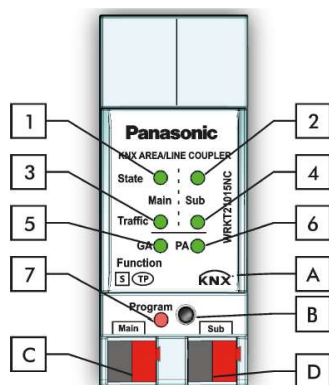 1
2
Panasonic
KNX AREA/LINE COUPLER
State
3
Main
Sub
4
Traffic
5
GA
PA
6
WRKT21015NC
Function
S
TP
KNX
A
7
Program
B
Main
Sub
C
D